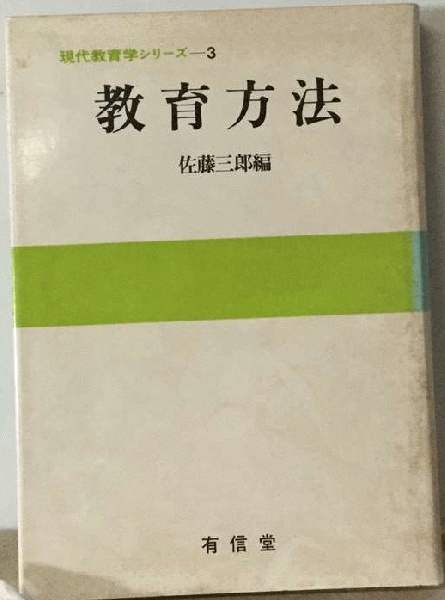 現代教育学シリーズ—3
教育方法
佐藤三郎編
有信堂